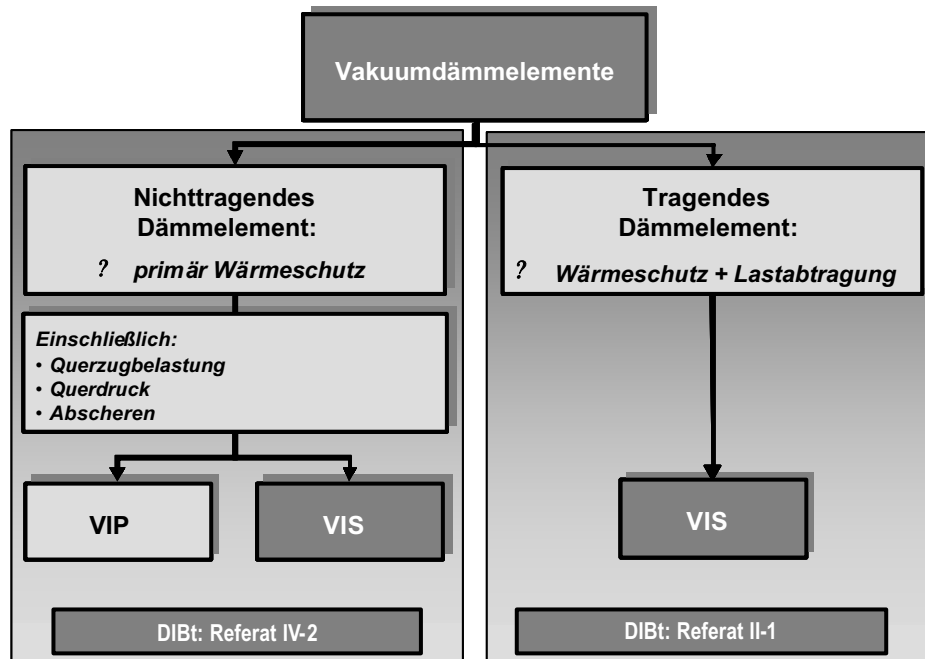 Vakuumdämmelemente
Nichttragendes
Dämmelement:
? primär Wärmeschutz
Einschließlich:
• Querzugbelastung
• Querdruck
• Abscheren
VIP
VIS
DIBt: Referat IV-2
Tragendes
Dämmelement:
? Wärmeschutz + Lastabtragung
VIS
DIBt: Referat II-1